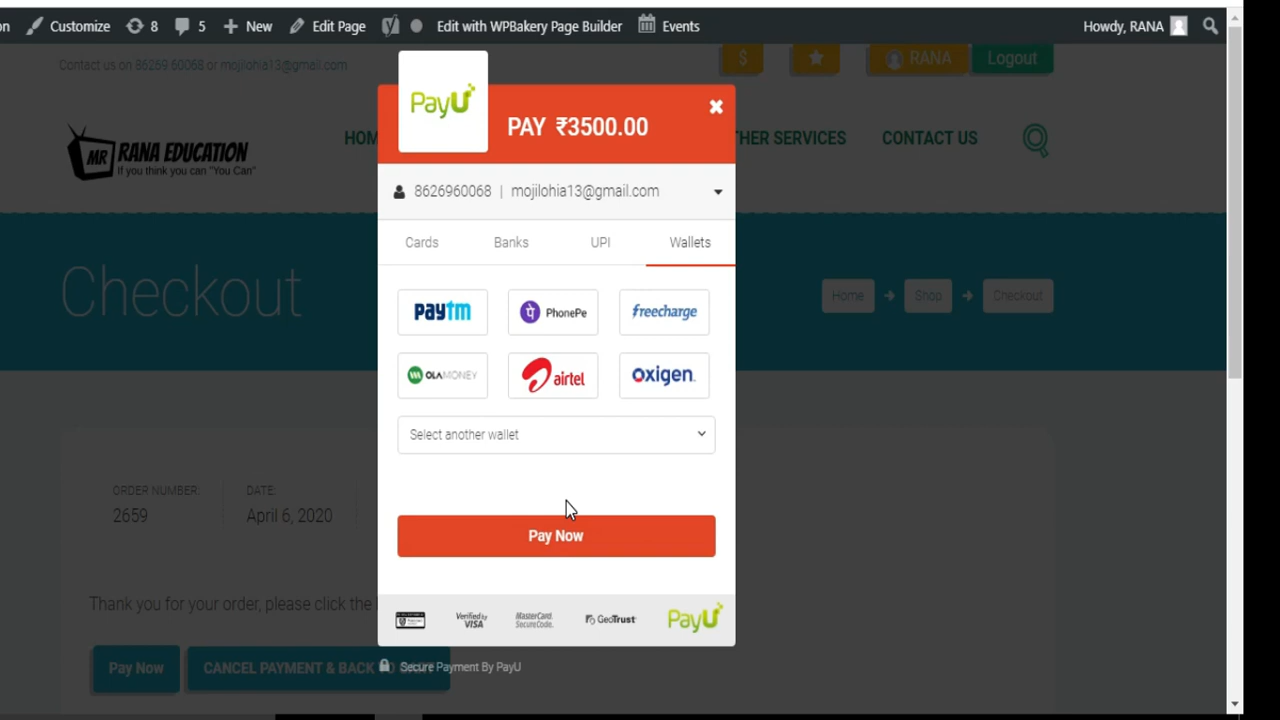 n Customize 8 5 New Edit Page Edit with WPBakery Page Builder Events Howdy, RANA
Contact us on 86269 60068 or mojilohia13@gmail.com
$ RANA Logout
PayU
PAY ₹3500.00
MR RANA EDUCATION
If you think you can "You Can"
HOM THER SERVICES CONTACT US
8626960068 | mojilohia13@gmail.com
Cards Banks UPI Wallets
Checkout
Home Shop Checkout
paytm PhonePe freecharge
OLAMONEY airtel oxigen
Select another wallet
ORDER NUMBER: DATE:
2659 April 6, 2020
Pay Now
Thank you for your order, please click the
Verified by VISA MasterCard. SecureCode. GeoTrust PayU
Pay Now CANCEL PAYMENT & BACK TO
Secure Payment By PayU